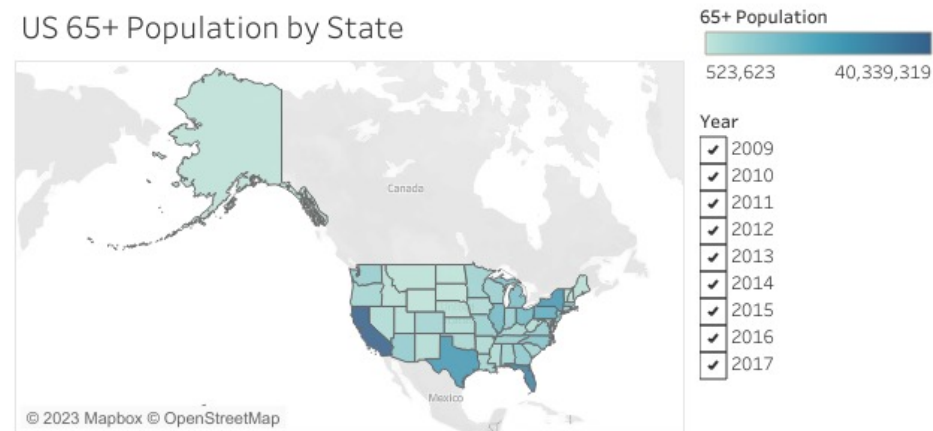 US 65+ Population by State
65+ Population
523,623 40,339,319
Year
2009
2010
2011
2012
2013
2014
2015
2016
2017
Canada
Mexico
© 2023 Mapbox © OpenStreetMap